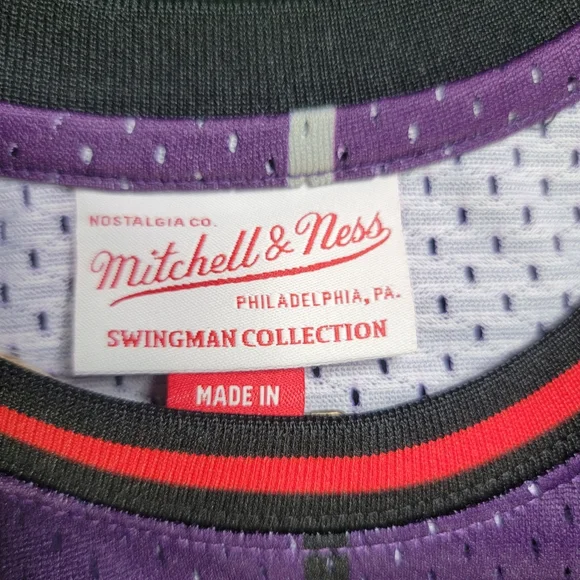 NOSTALGIA CO.
Mitchell & Ness
PHILADELPHIA, PA.
SWINGMAN COLLECTION
MADE IN